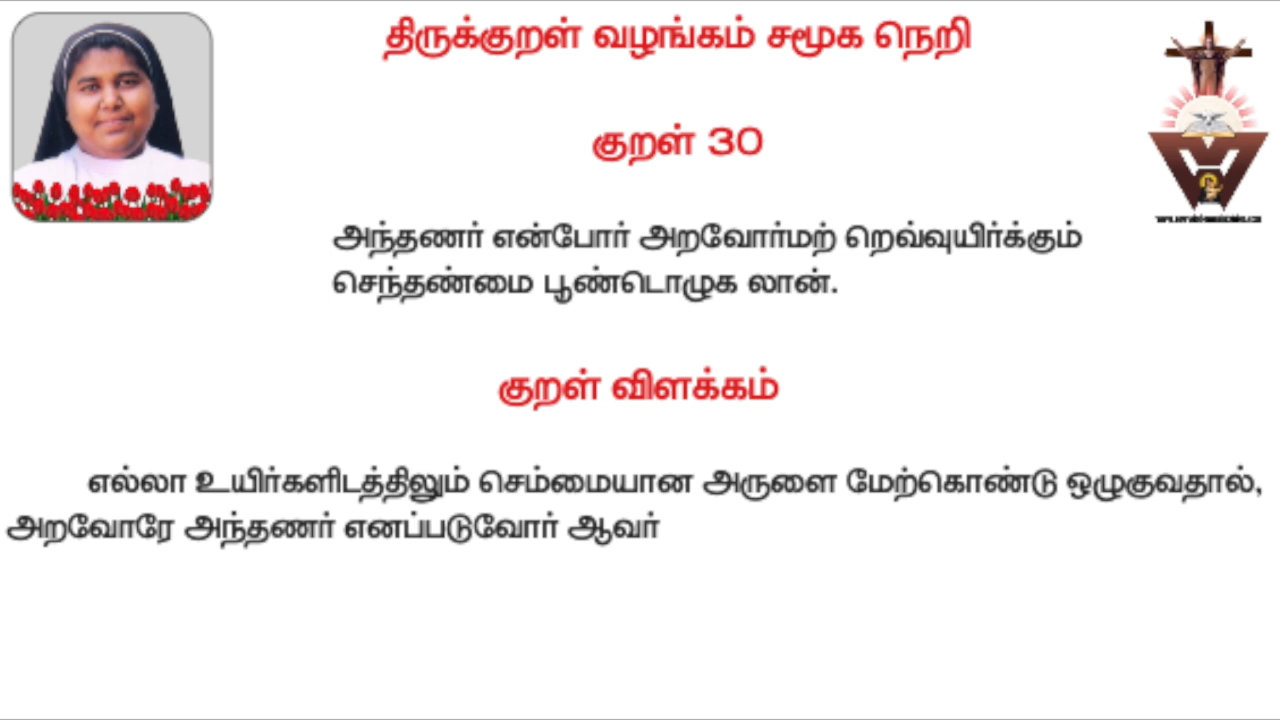 திருக்குறள் வழங்கம் சமூக நெறி
குறள் 30
அந்தணர் என்போர் அறவோர்மற் றெவ்வுயிர்க்கும்
செந்தண்மை பூண்டொழுக லான்.
குறள் விளக்கம்
எல்லா உயிர்களிடத்திலும் செம்மையான அருளை மேற்கொண்டு ஒழுகுவதால்,
அறவோரே அந்தணர் எனப்படுவோர் ஆவர்